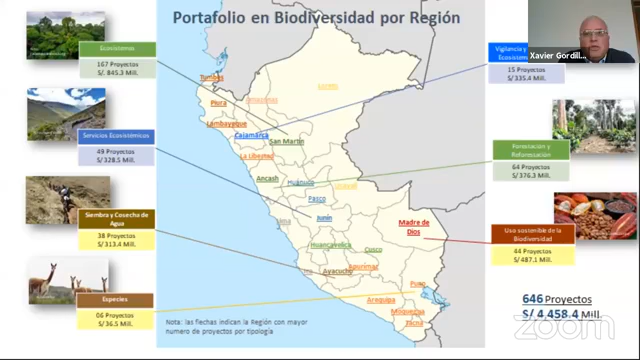 Portafolio en Biodiversidad por Región
Xavier Gordill...
Ecosistemas
167 Proyectos
S/. 845.3 Mill.
Servicios Ecosistémicos
49 Proyectos
S/. 328.5 Mill.
Siembra y Cosecha de
Agua
38 Proyectos
S/ 313.4 Mill.
Especies
06 Proyectos
S/. 36.5 Mill.
Tumbes
Piura
Lambayeque
Cajamarca
Amazonas
Loreto
San Martín
La Libertad
Ancash
Huánuco
Ucayali
Pasco
Junín
Lima
Huancavelica
Cusco
Madre de
Dios
Ica
Ayacucho
Apurímac
Puno
Arequipa
Moquegua
Tacna
Nota: las flechas indican la Región con mayor
numero de proyectos por tipología
Vigilancia y
Ecosistem
15 Proyectos
S/ 335.4 Mill.
Forestación y
Reforestación
64 Proyectos
S/ 376.3 Mill.
Uso sostenible de la
Biodiversidad
44 Proyectos
S/ 487.1 Mill.
646 Proyectos
S/ 4,458.4 Mill.
zoom